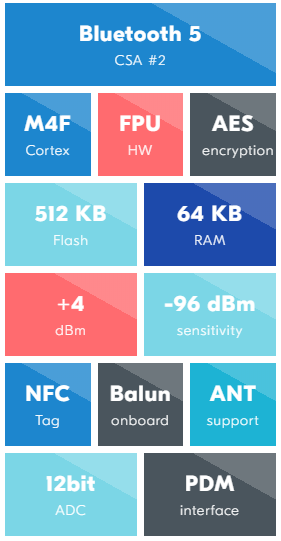 Bluetooth 5
CSA #2
M4F FPU AES
Cortex HW encryption
512 KB 64 KB
Flash RAM
+4 -96 dBm
dBm sensitivity
NFC Balun ANT
Tag onboard support
12bit PDM
ADC interface